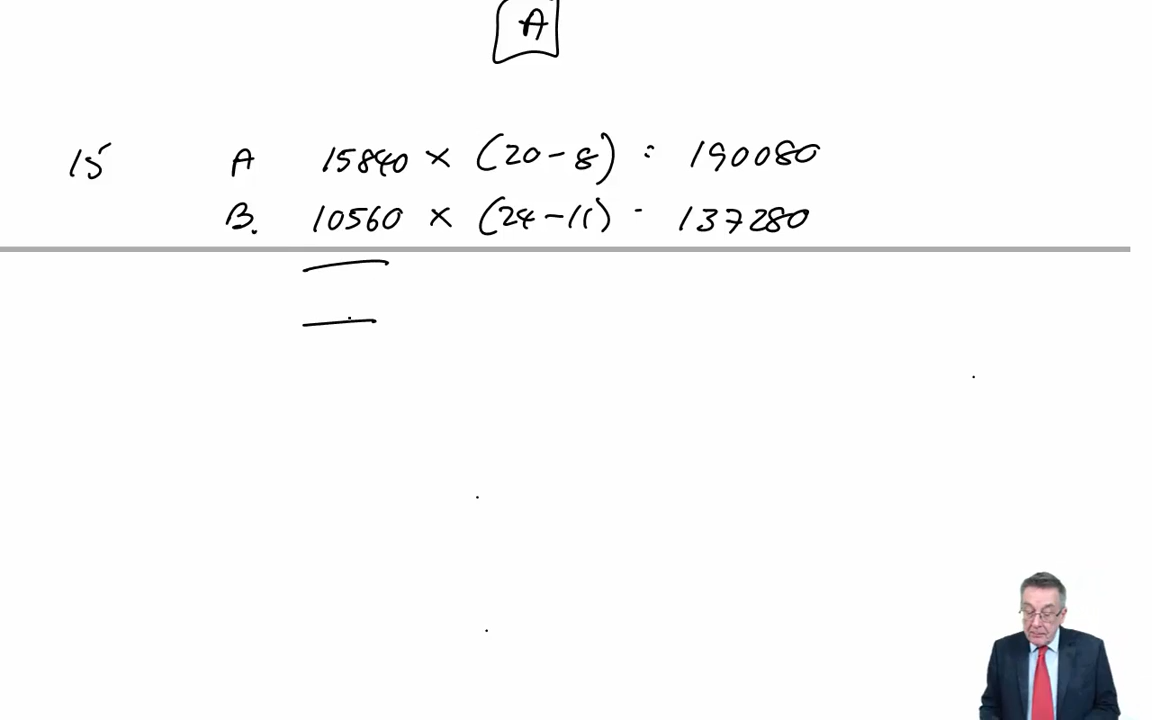 A
15 A 15840 × (20-8) : 190080
B. 10560 × (24-11) - 137280